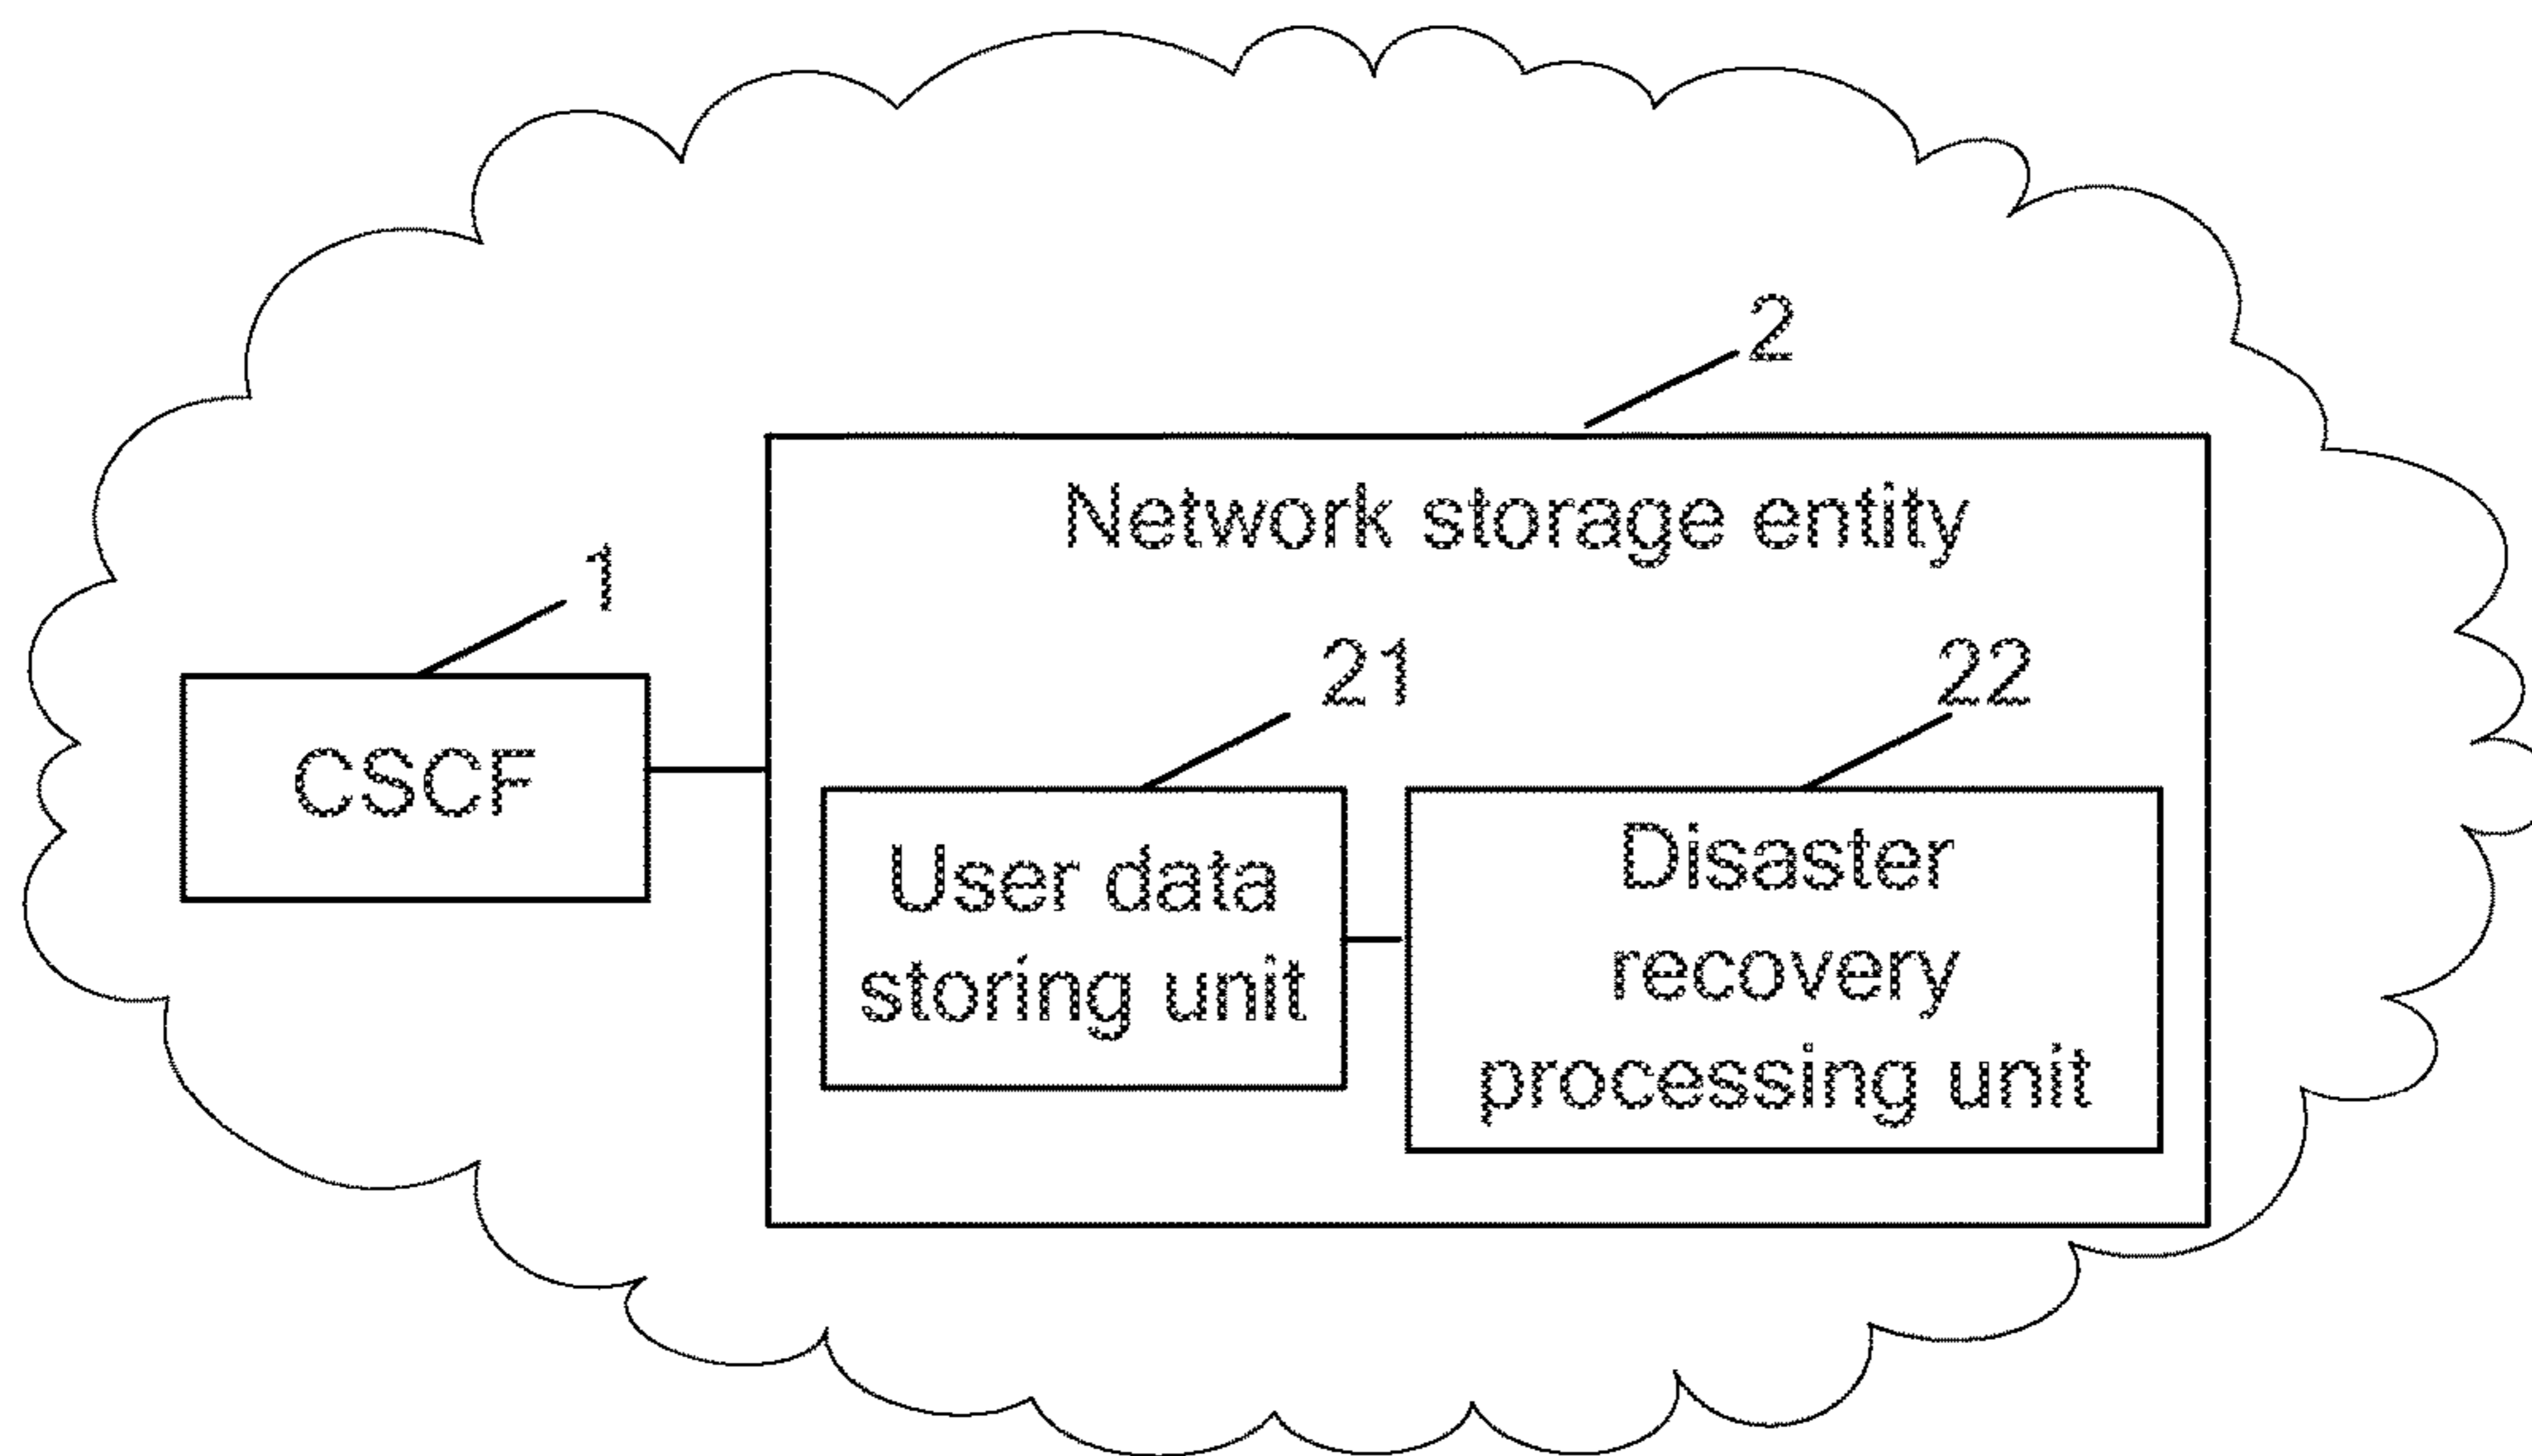 2
Network storage entity
1
21
22
CSCF
User data
storing unit
Disaster
recovery
processing unit